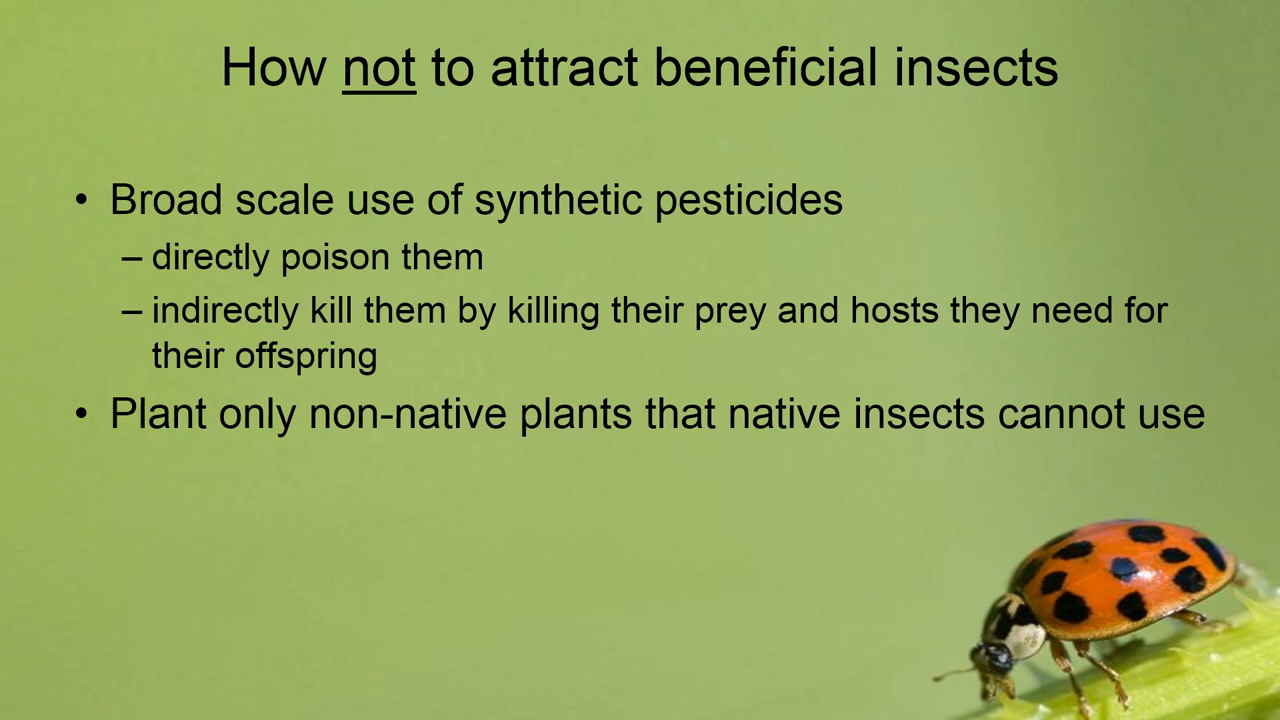 How not to attract beneficial insects
• Broad scale use of synthetic pesticides
– directly poison them
– indirectly kill them by killing their prey and hosts they need for
their offspring
• Plant only non-native plants that native insects cannot use